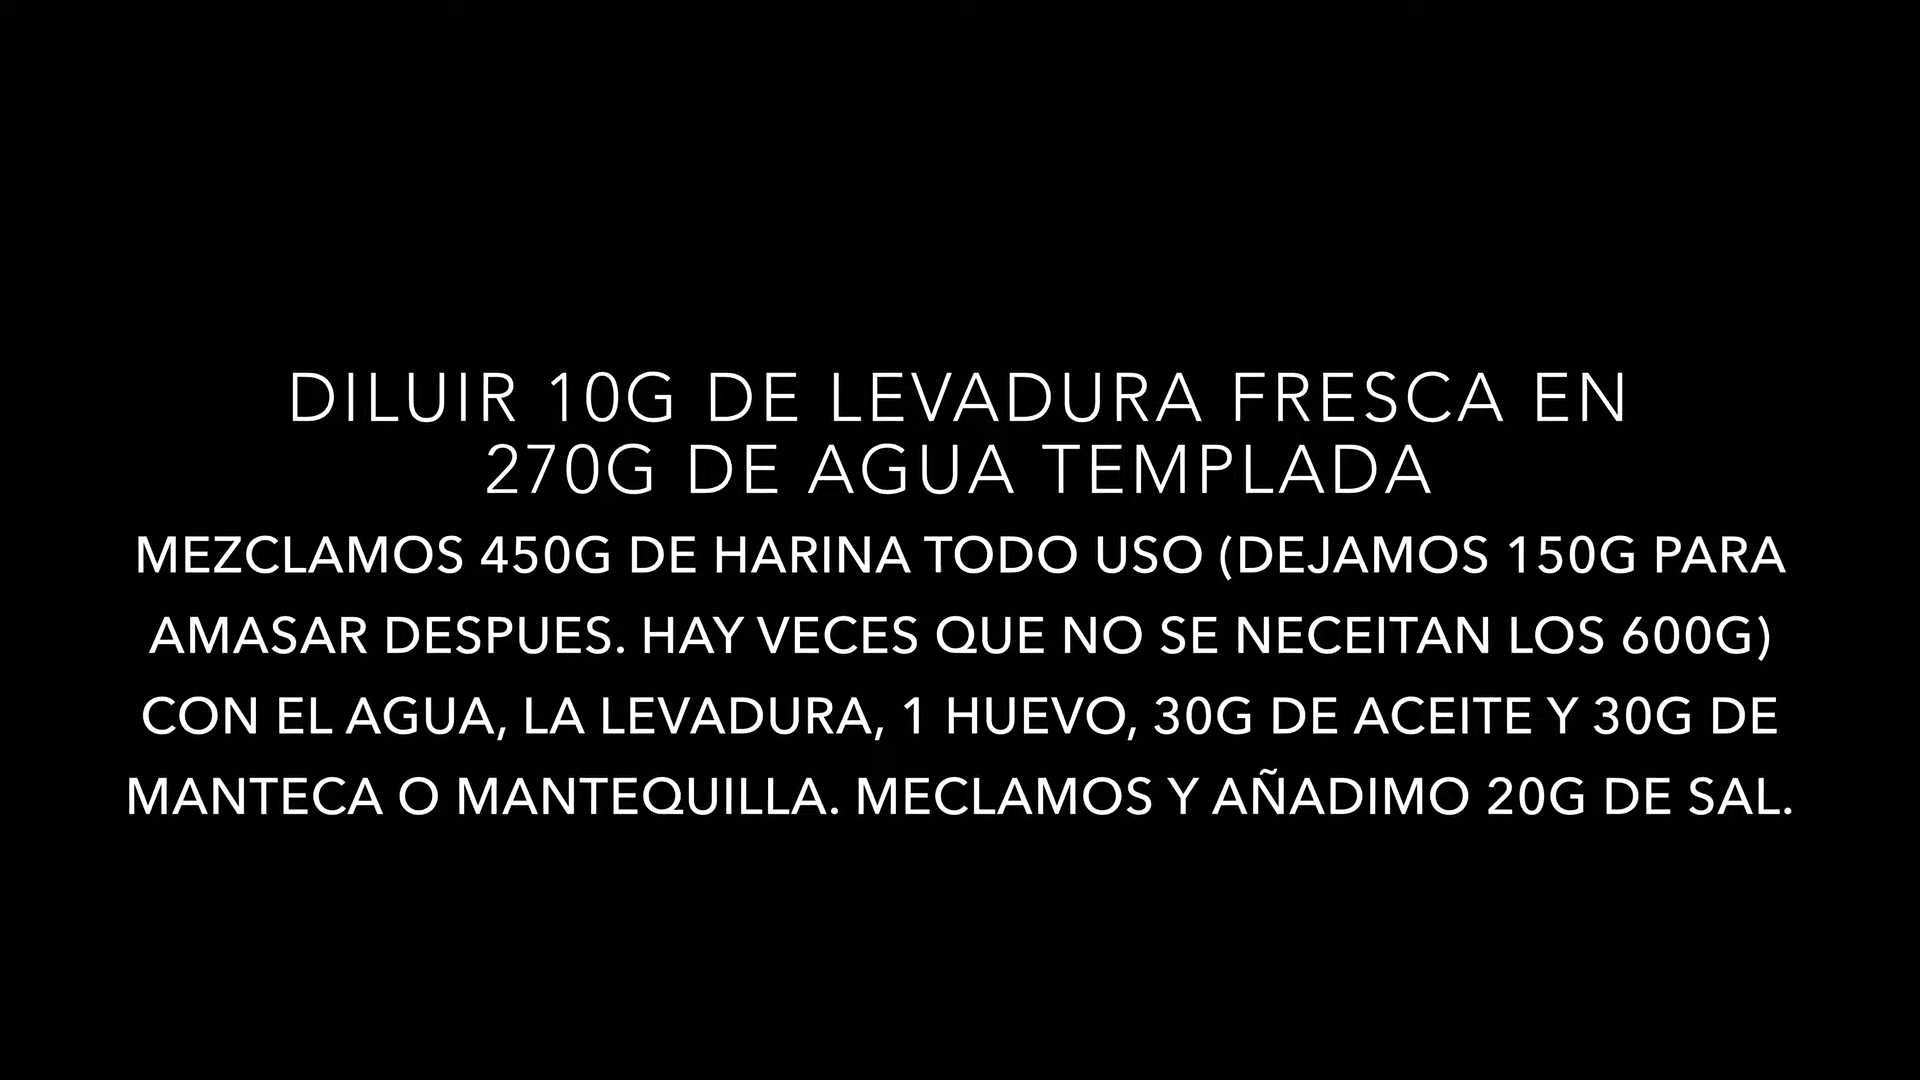 DILUIR 10G DE LEVADURA FRESCA EN
270G DE AGUA TEMPLADA
MEZCLAMOS 450G DE HARINA TODO USO (DEJAMOS 150G PARA
AMASAR DESPUES. HAY VECES QUE NO SE NECEITAN LOS 600G)
CON EL AGUA, LA LEVADURA, 1 HUEVO, 30G DE ACEITE Y 30G DE
MANTECA O MANTEQUILLA. MECLAMOS Y AÑADIMO 20G DE SAL.